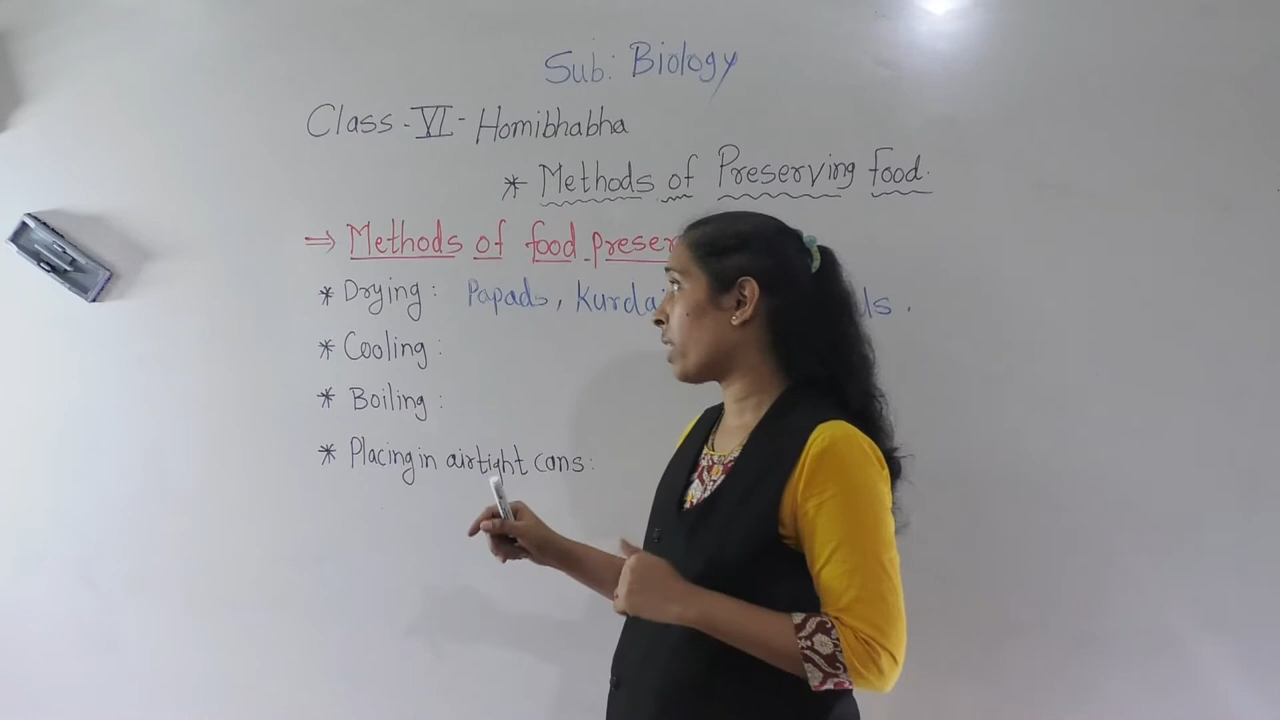 Sub: Biology
Class - VI - Homibhabha
* Methods of Preserving food.
⇒ Methods of food
* Drying: Papads,
* Cooling:
* Boiling:
* Placing in airtight cans: